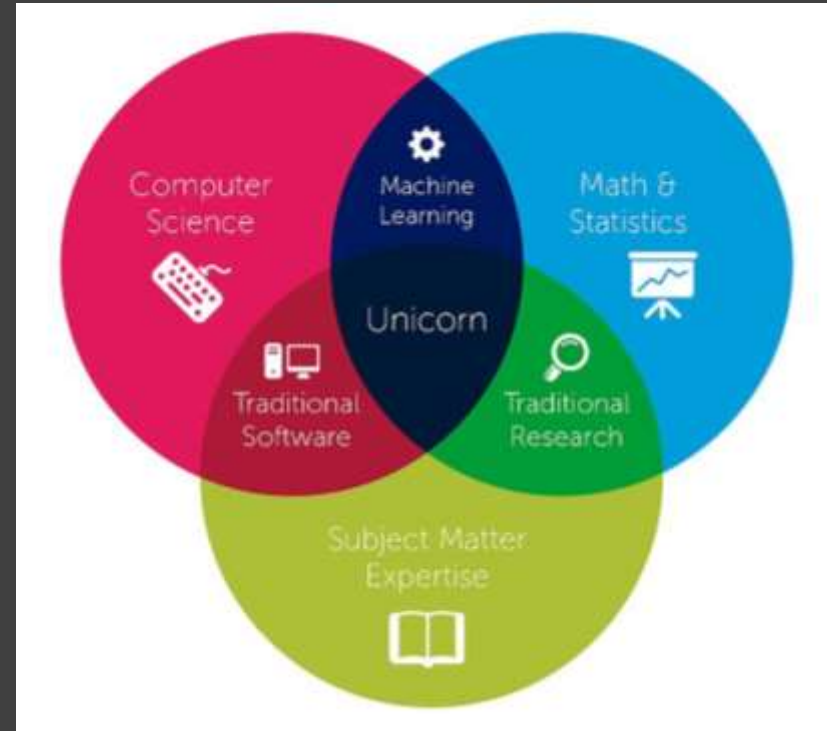 Computer
Science
Machine
Learning
Math &
Statistics
Unicorn
Traditional
Software
Traditional
Research
Subject Matter
Expertise